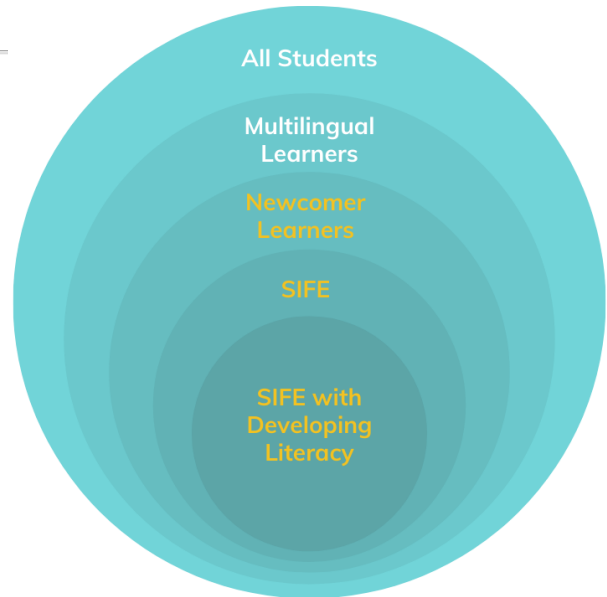 All Students
Multilingual
Learners
Newcomer
Learners
SIFE
SIFE with
Developing
Literacy